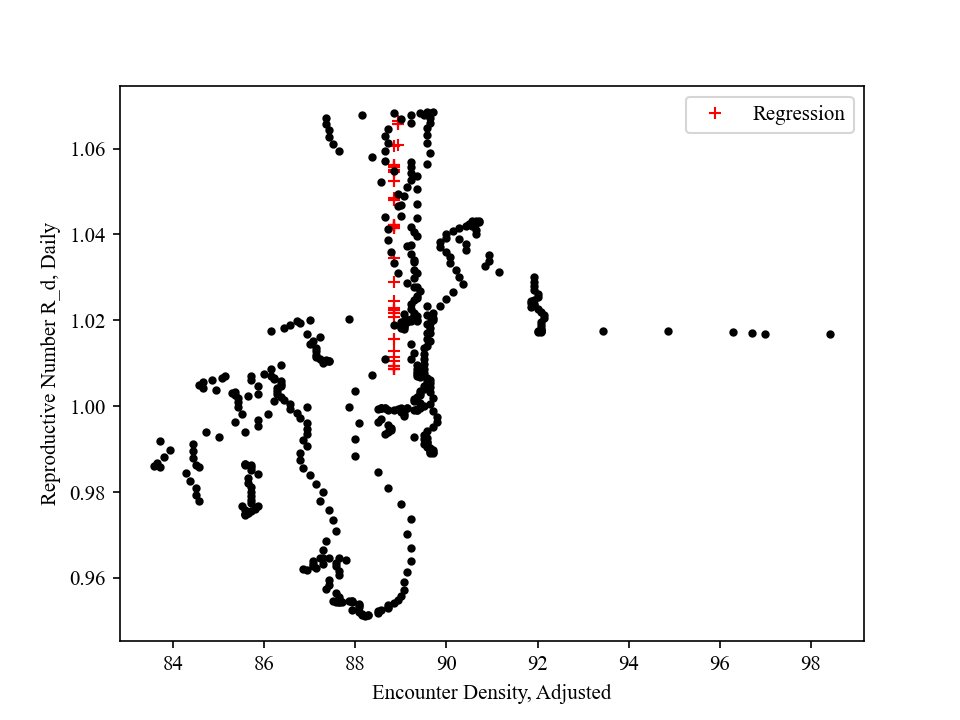 Regression
1.06
1.04
1.02
1.00
0.98
0.96
Reproductive Number R_d, Daily
84 86 88 90 92 94 96 98
Encounter Density, Adjusted